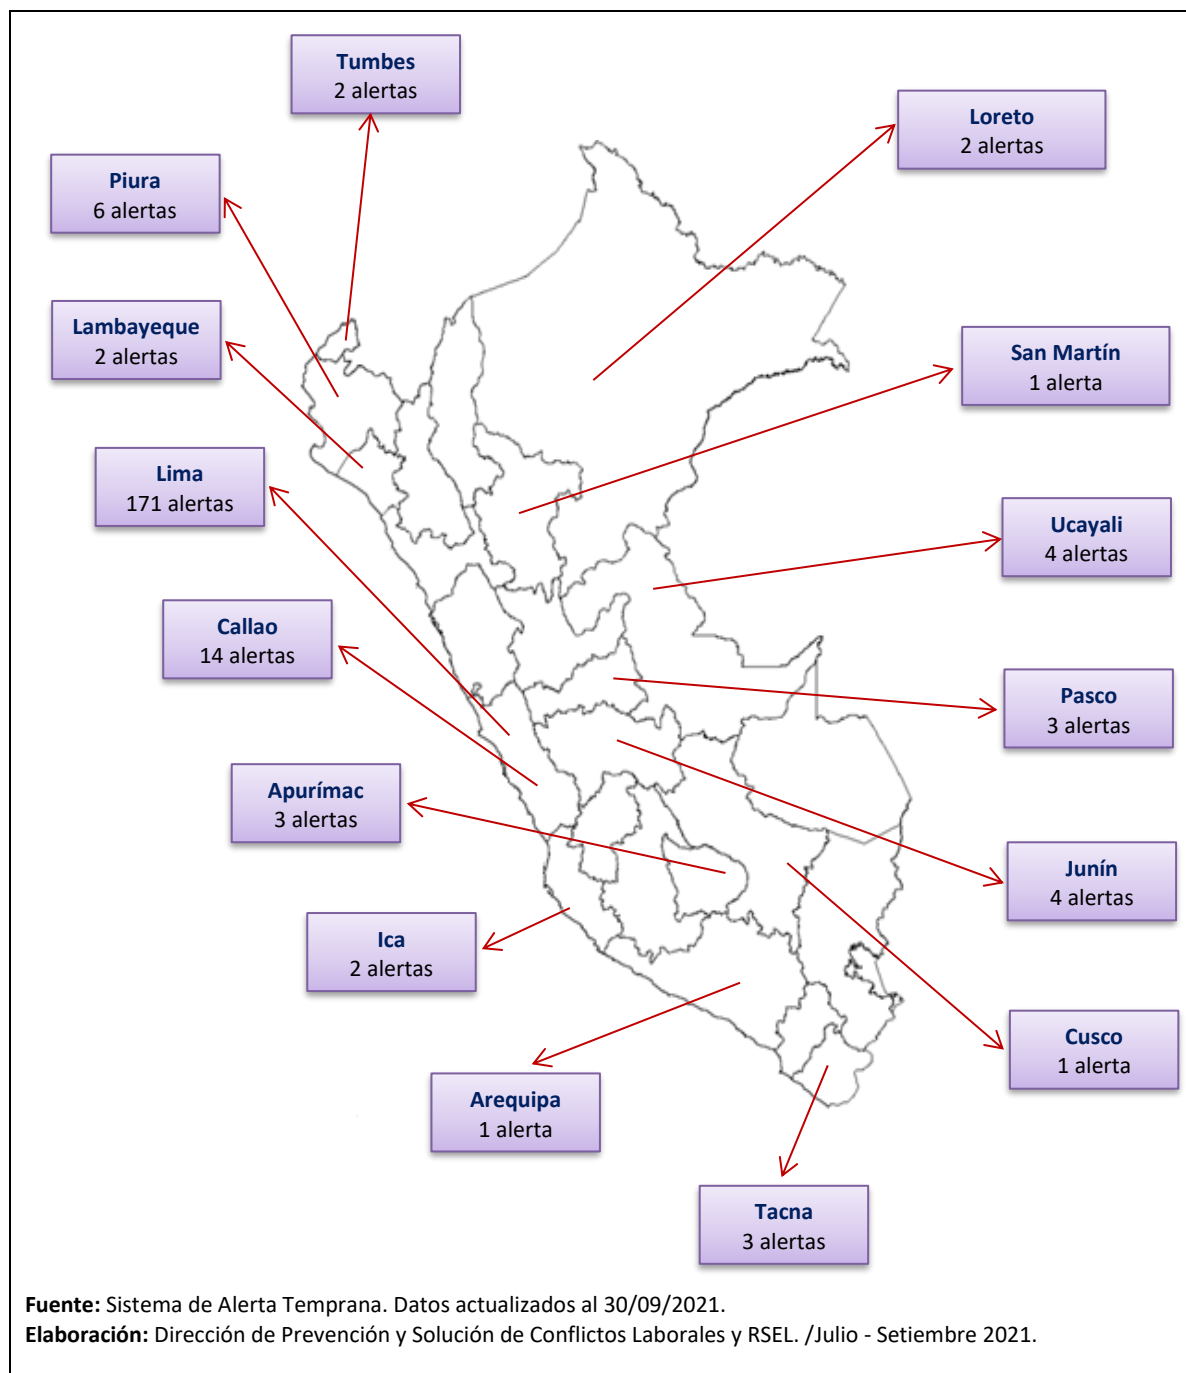 Tumbes
2 alertas
Loreto
2 alertas
Piura
6 alertas
Lambayeque
2 alertas
San Martín
1 alerta
Lima
171 alertas
Ucayali
4 alertas
Callao
14 alertas
Pasco
3 alertas
Apurímac
3 alertas
Junín
4 alertas
Ica
2 alertas
Cusco
1 alerta
Arequipa
1 alerta
Tacna
3 alertas
Fuente: Sistema de Alerta Temprana. Datos actualizados al 30/09/2021.
Elaboración: Dirección de Prevención y Solución de Conflictos Laborales y RSEL. /Julio - Setiembre 2021.